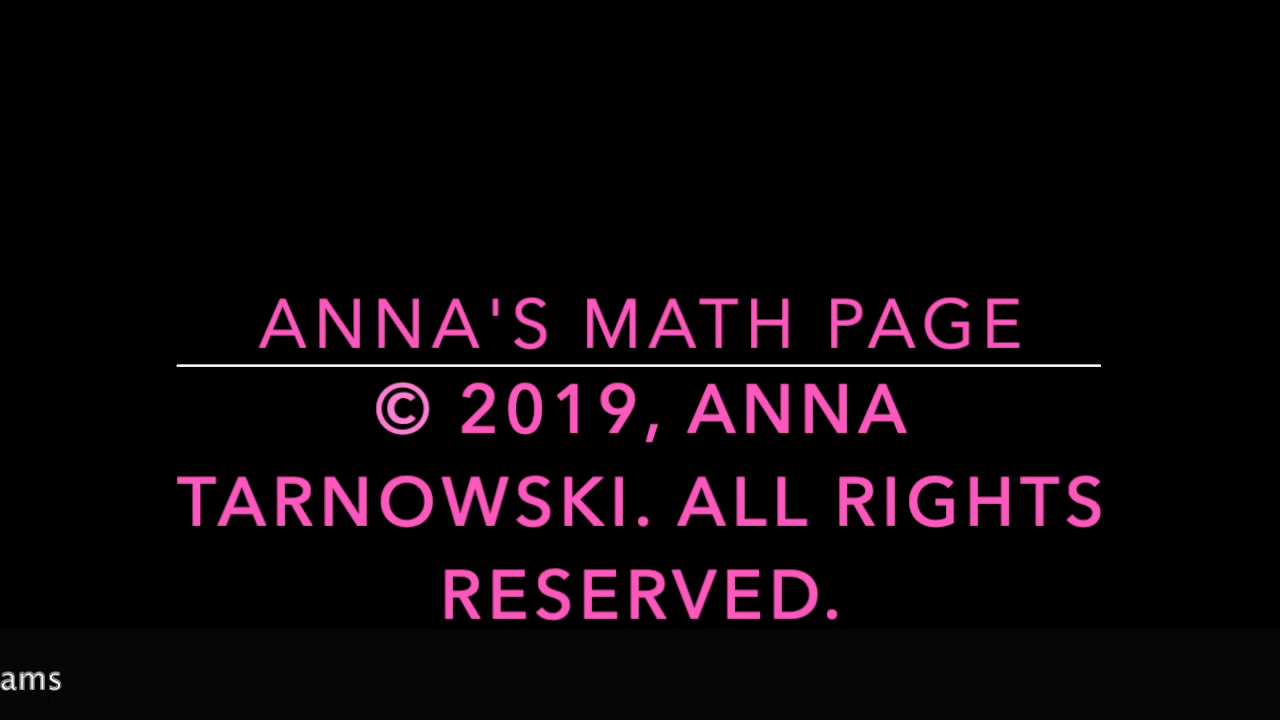 ANNA'S MATH PAGE
© 2019, ANNA
TARNOWSKI. ALL RIGHTS
RESERVED.
ams